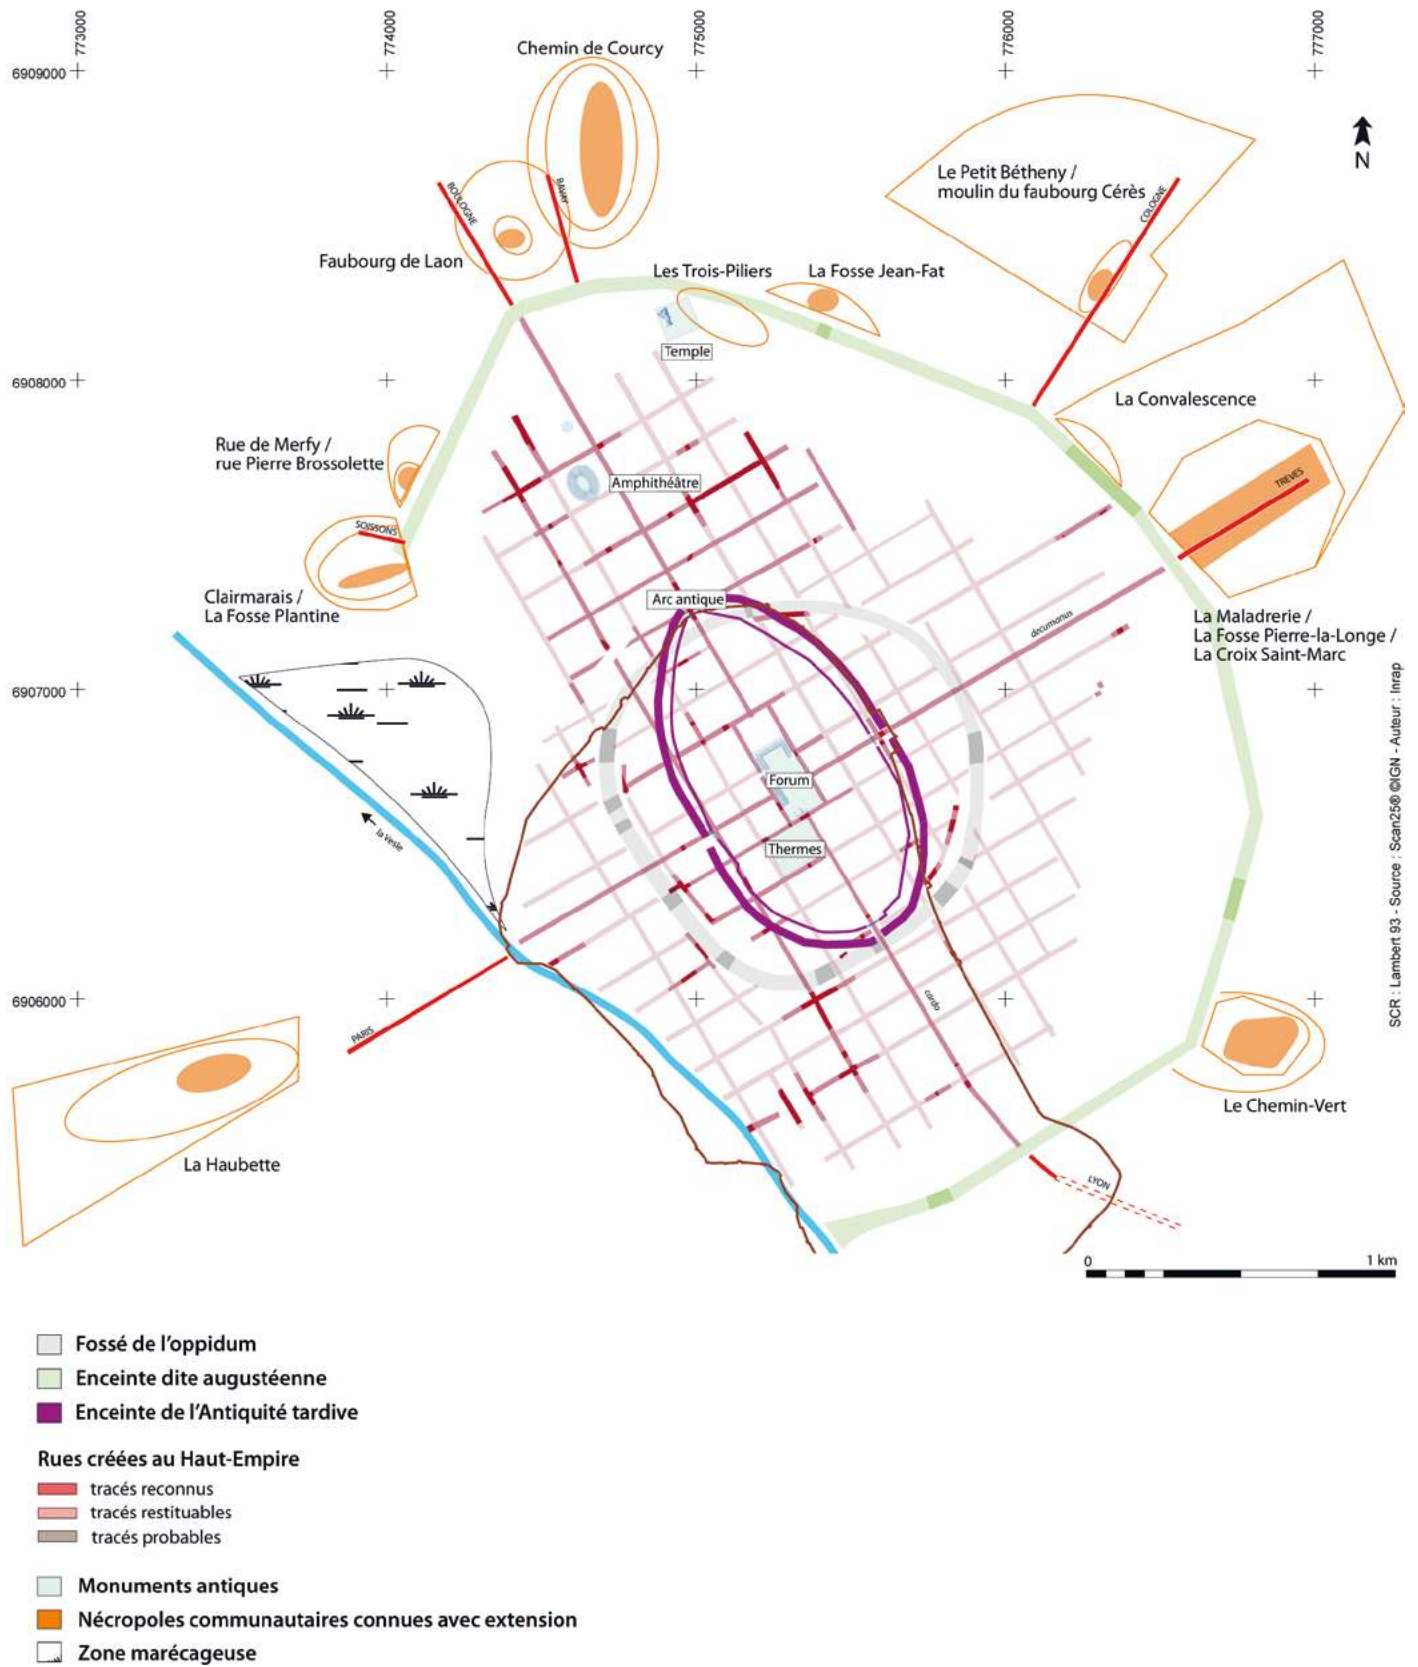 773000
774000
775000
776000
777000
6909000
6908000
6907000
6906000
Chemin de Courcy
N
Le Petit Bétheny /
moulin du faubourg Cérès
COLOGNE
BOULOGNE
BAVAY
Faubourg de Laon
Les Trois-Piliers
La Fosse Jean-Fat
Temple
La Convalescence
Rue de Merfy /
rue Pierre Brossolette
Amphithéâtre
TRÈVES
SOISSONS
Clairmarais /
La Fosse Plantine
Arc antique
decumanus
La Maladrerie /
La Fosse Pierre-la-Longe /
La Croix Saint-Marc
Forum
la Vesle
Thermes
cardo
PARIS
Le Chemin-Vert
La Haubette
LYON
SCR : Lambert 93 - Source : Scan25® ©IGN - Auteur : Inrap
0 1 km
Fossé de l'oppidum
Enceinte dite augustéenne
Enceinte de l'Antiquité tardive
Rues créées au Haut-Empire
tracés reconnus
tracés restituables
tracés probables
Monuments antiques
Nécropoles communautaires connues avec extension
Zone marécageuse